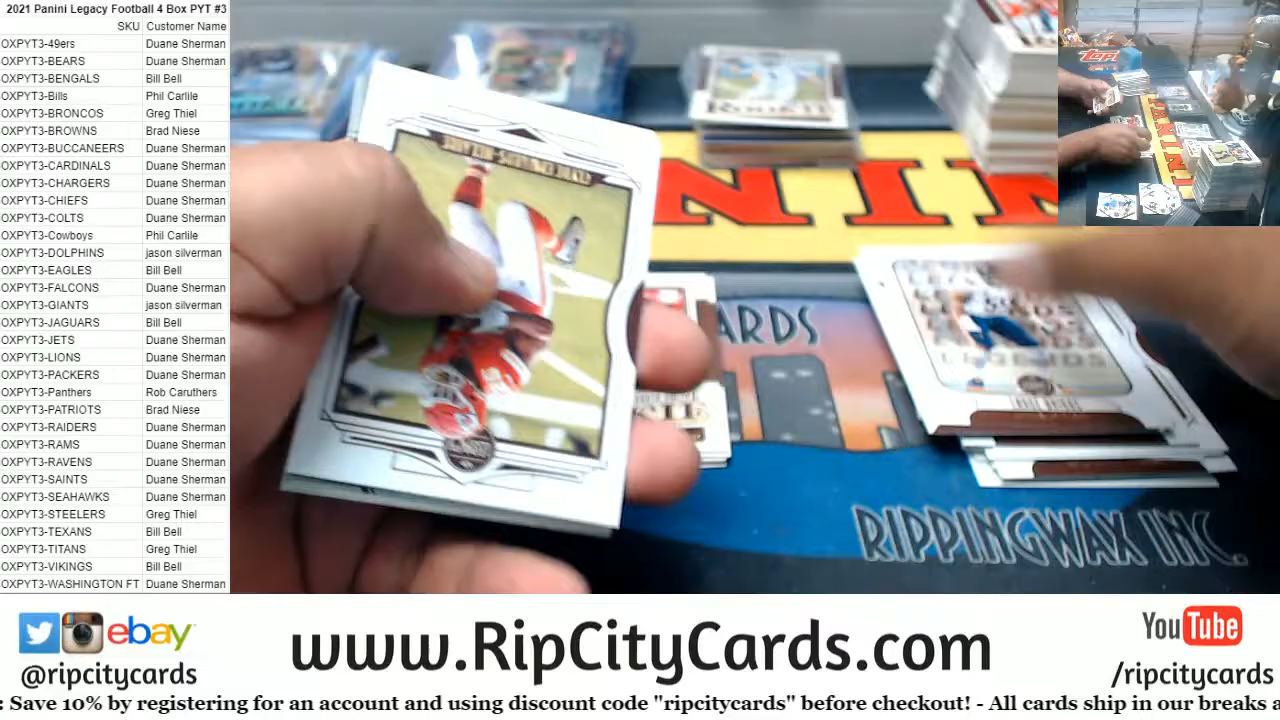 2021 Panini Legacy Football 4 Box PYT #3
SKU Customer Name
OXPYT3-49ers Duane Sherman
OXPYT3-BEARS Duane Sherman
OXPYT3-BENGALS Bill Bell
OXPYT3-Bills Phil Carlile
OXPYT3-BRONCOS Greg Thiel
OXPYT3-BROWNS Brad Niese
OXPYT3-BUCCANEERS Duane Sherman
OXPYT3-CARDINALS Duane Sherman
OXPYT3-CHARGERS Duane Sherman
OXPYT3-CHIEFS Duane Sherman
OXPYT3-COLTS Duane Sherman
OXPYT3-Cowboys Phil Carlile
OXPYT3-DOLPHINS jason silverman
OXPYT3-EAGLES Bill Bell
OXPYT3-FALCONS Duane Sherman
OXPYT3-GIANTS jason silverman
OXPYT3-JAGUARS Bill Bell
OXPYT3-JETS Duane Sherman
OXPYT3-LIONS Duane Sherman
OXPYT3-PACKERS Duane Sherman
OXPYT3-Panthers Rob Caruthers
OXPYT3-PATRIOTS Brad Niese
OXPYT3-RAIDERS Duane Sherman
OXPYT3-RAMS Duane Sherman
OXPYT3-RAVENS Duane Sherman
OXPYT3-SAINTS Duane Sherman
OXPYT3-SEAHAWKS Duane Sherman
OXPYT3-STEELERS Greg Thiel
OXPYT3-TEXANS Bill Bell
OXPYT3-TITANS Greg Thiel
OXPYT3-VIKINGS Bill Bell
OXPYT3-WASHINGTON FT Duane Sherman
ROOKIE
NINI
ARDS
LEGENDS
RIPPINGWAX INC.
topps
PANINI
ebay
@ripcitycards
www.RipCityCards.com
YouTube
/ripcitycards
: Save 10% by registering for an account and using discount code "ripcitycards" before checkout! - All cards ship in our breaks a